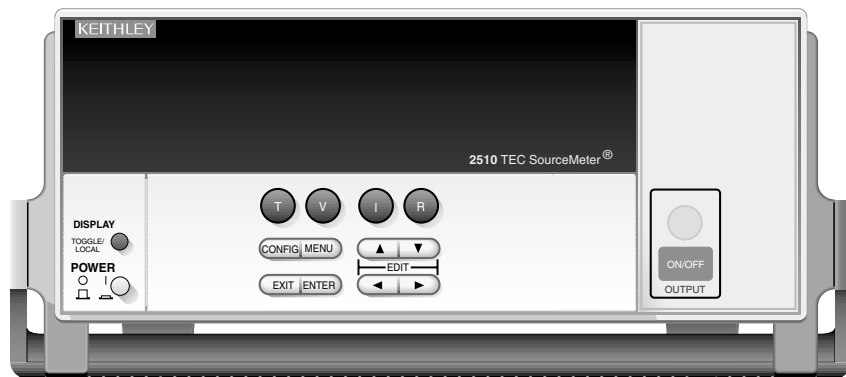 KEITHLEY
2510 TEC SourceMeter®
T V I R
DISPLAY
TOGGLE/
LOCAL
CONFIG MENU
ON/OFF
POWER
EDIT
EXIT ENTER
OUTPUT